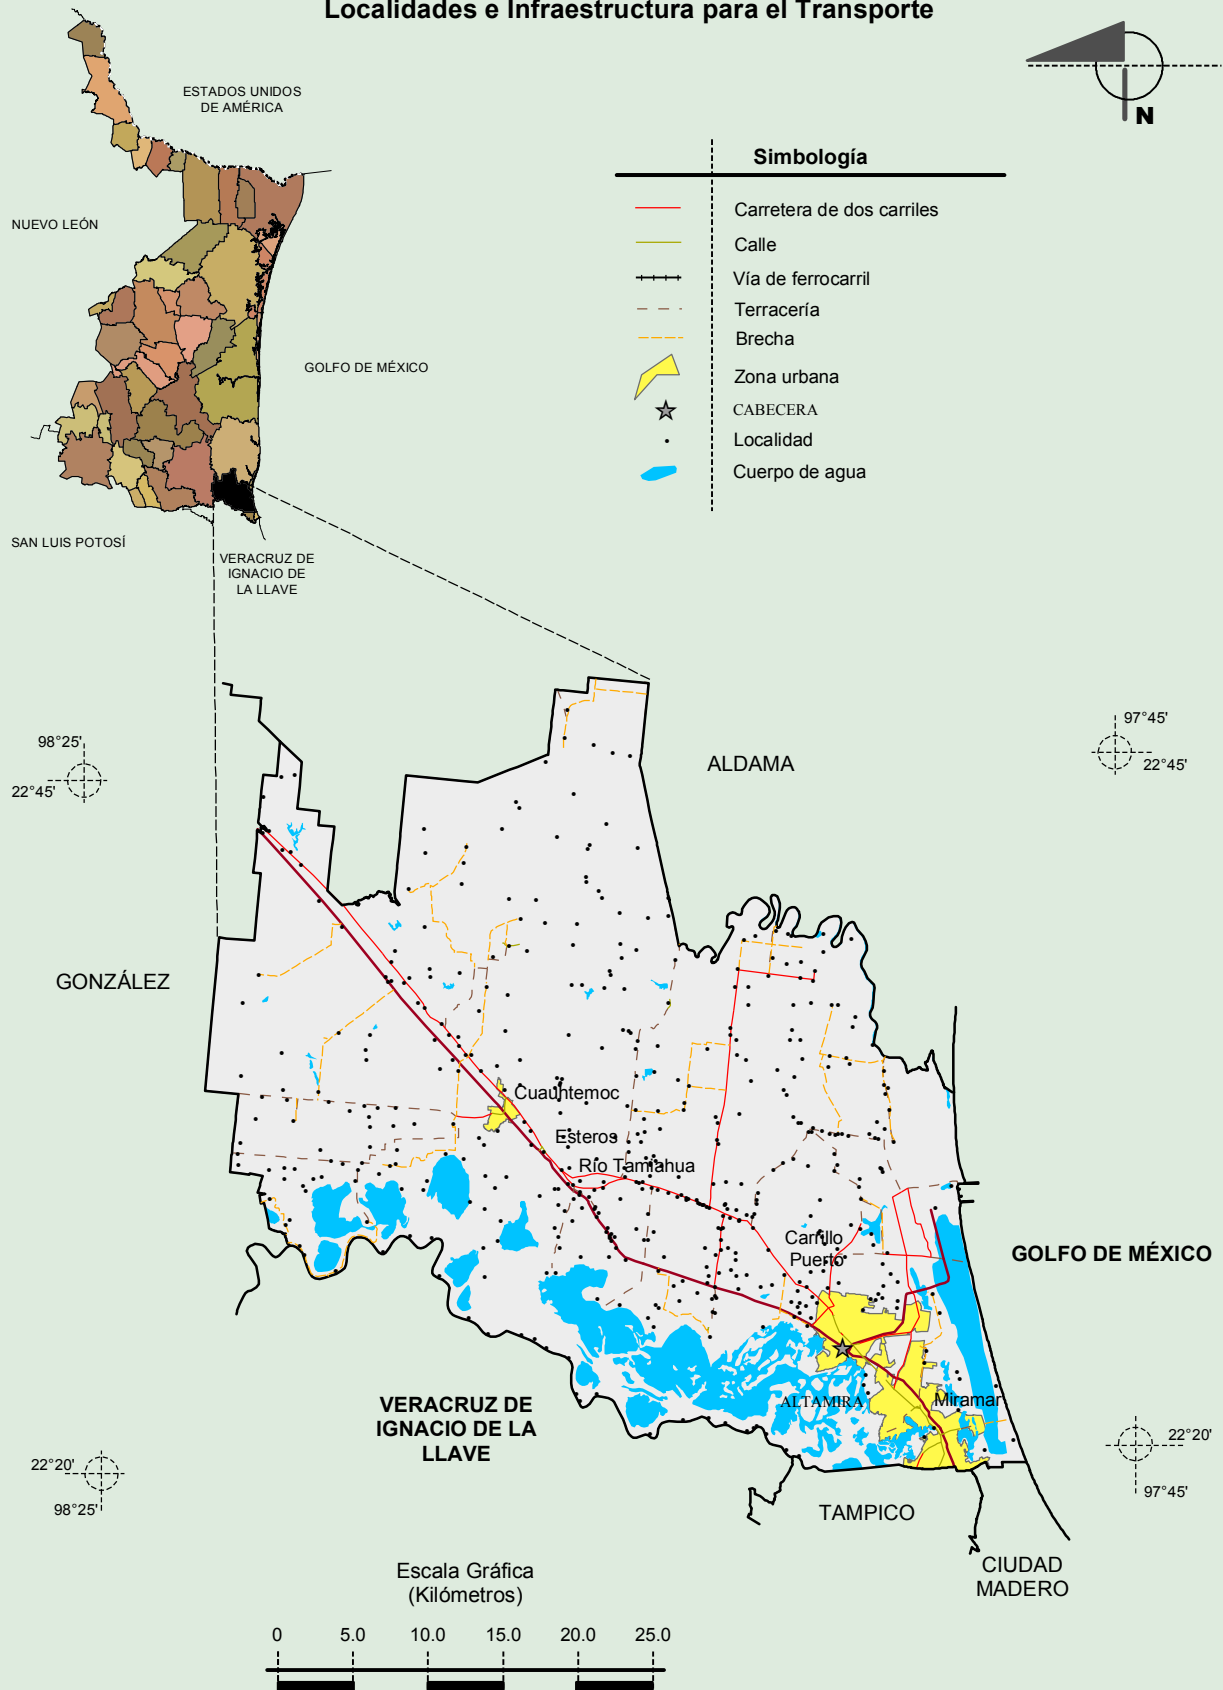 Localidades e Infraestructura para el Transporte
ESTADOS UNIDOS
DE AMÉRICA
N
NUEVO LEÓN
GOLFO DE MÉXICO
SAN LUIS POTOSÍ
VERACRUZ DE
IGNACIO DE
LA LLAVE
Simbología
Carretera de dos carriles
Calle
Vía de ferrocarril
Terracería
Brecha
Zona urbana
CABECERA
Localidad
Cuerpo de agua
98°25'
22°45'
97°45'
22°45'
ALDAMA
GONZÁLEZ
Cuauhtemoc
Esteros
Río Tamiahua
Carrillo
Puerto
GOLFO DE MÉXICO
ALTAMIRA
Miramar
VERACRUZ DE
IGNACIO DE LA
LLAVE
22°20'
98°25'
22°20'
97°45'
TAMPICO
CIUDAD
MADERO
Escala Gráfica
(Kilómetros)
0 5.0 10.0 15.0 20.0 25.0